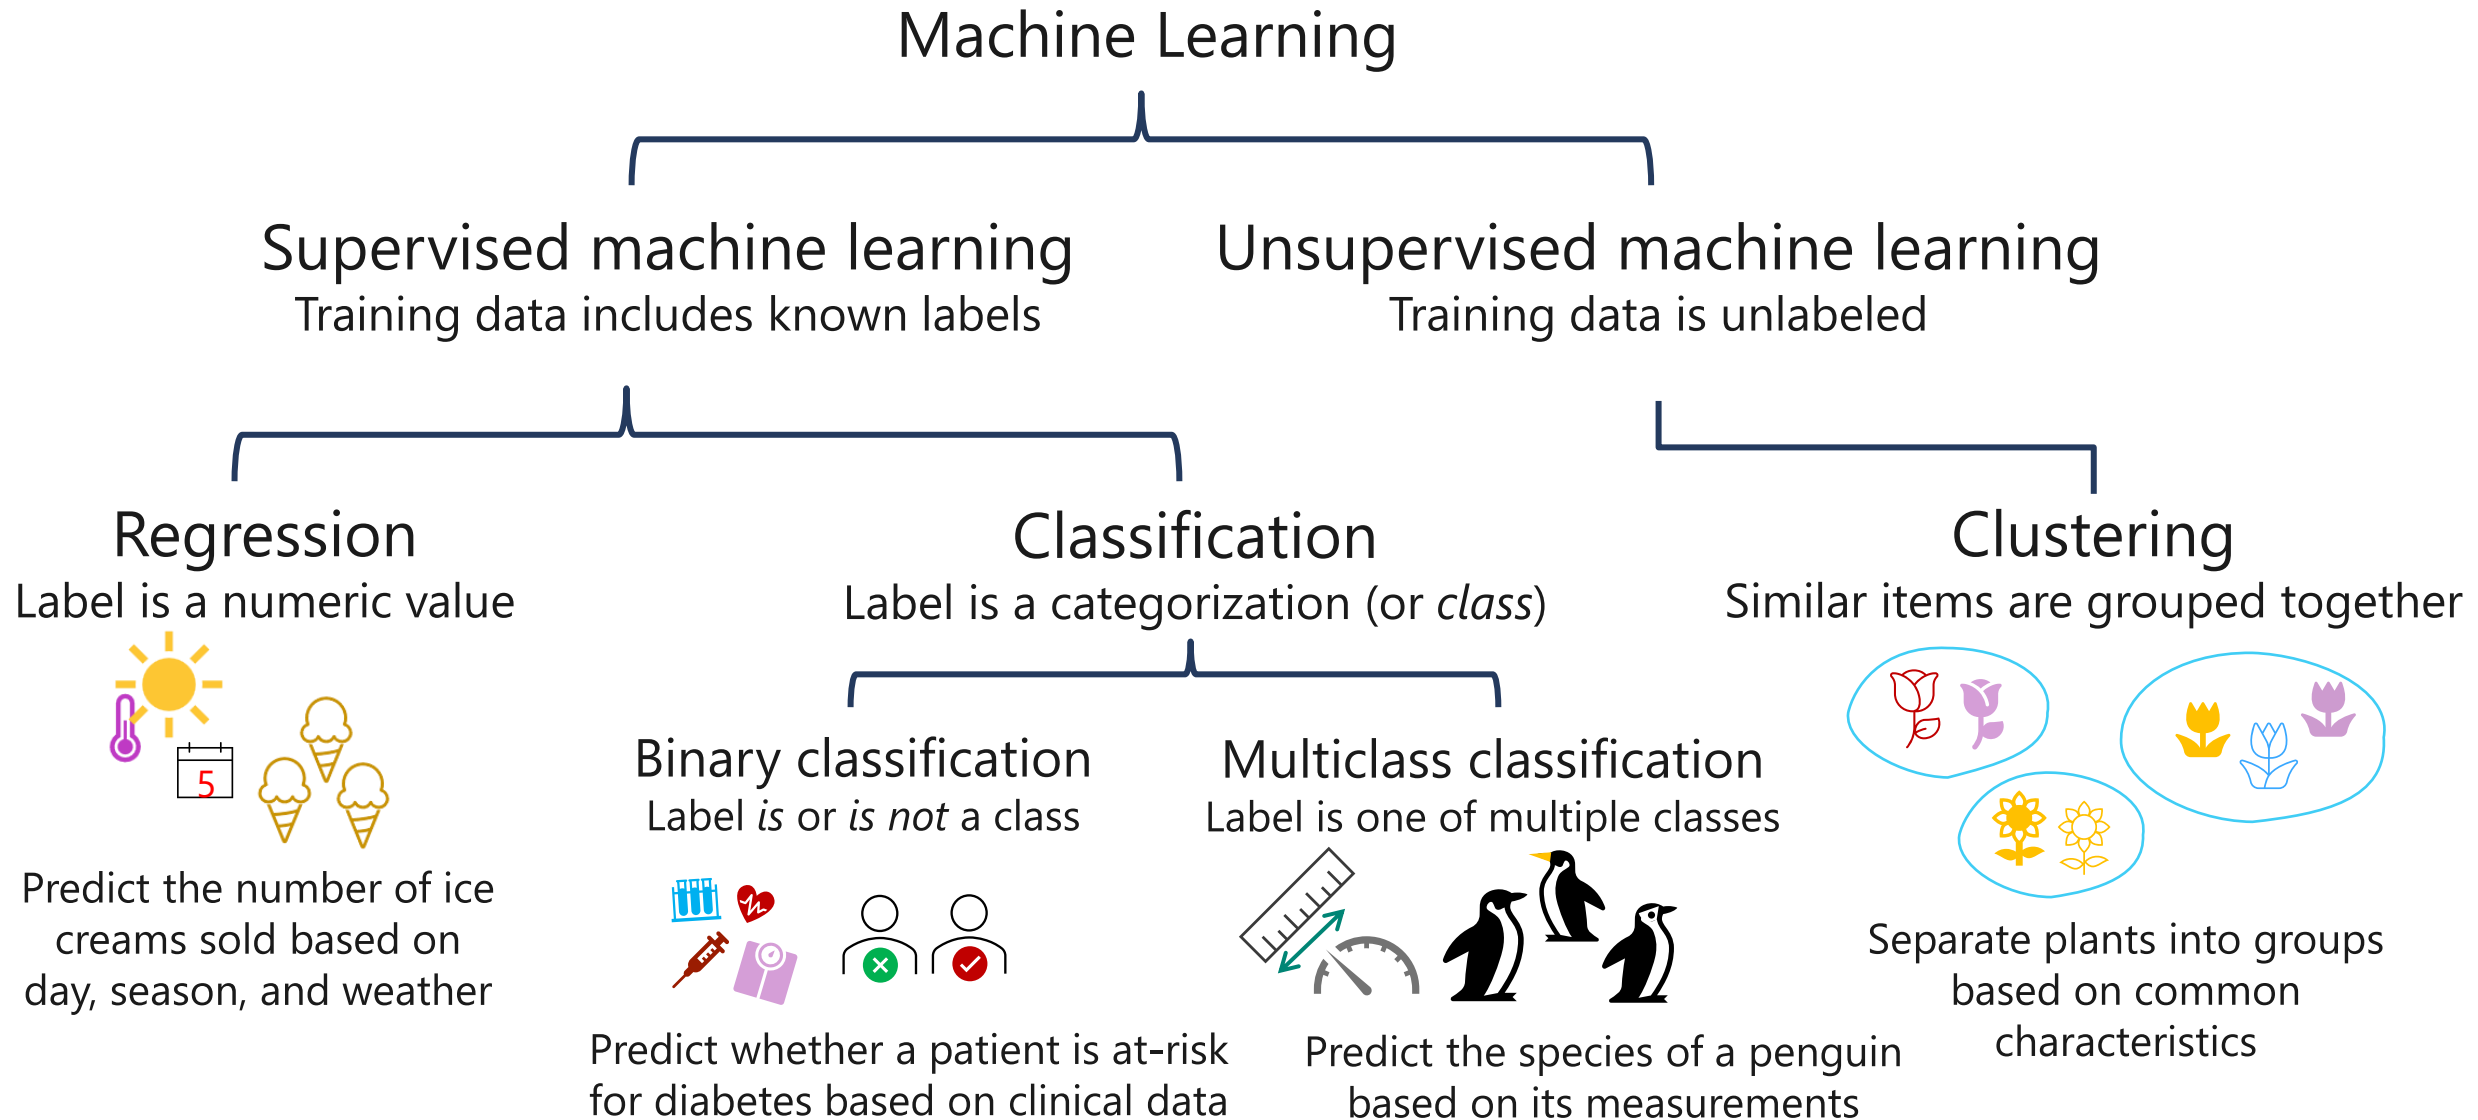 Machine Learning
Supervised machine learning
Training data includes known labels
Unsupervised machine learning
Training data is unlabeled
Regression
Label is a numeric value
5
Predict the number of ice
creams sold based on
day, season, and weather
Classification
Label is a categorization (or class)
Binary classification
Label is or is not a class
Predict whether a patient is at-risk
for diabetes based on clinical data
Multiclass classification
Label is one of multiple classes
Predict the species of a penguin
based on its measurements
Clustering
Similar items are grouped together
Separate plants into groups
based on common
characteristics